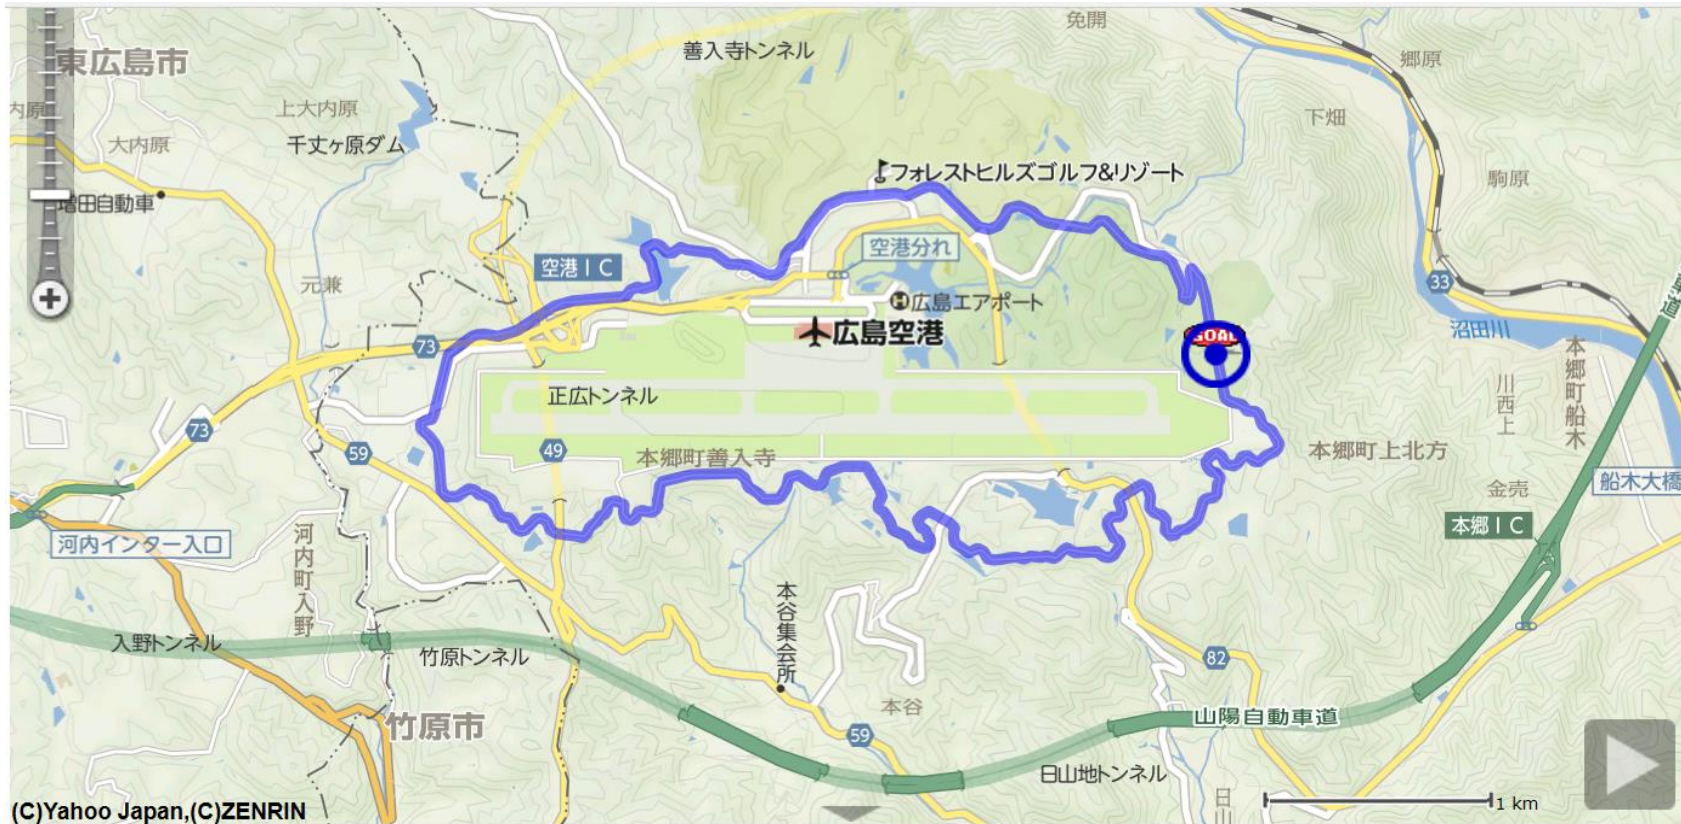 免開
善入寺トンネル
郷原
東広島市
内原
上大内原
下畑
大内原
千丈ヶ原ダム
フォレストヒルズゴルフ&リゾート
駒原
増田自動車
空港分れ
空港IC
元兼
33
広島エアポート
GOAL
沼田川
広島空港
73
本郷町船木
川西上
正広トンネル
73
59
49
本郷町善入寺
本郷町上北方
船木大橋
金売
本郷IC
河内インター入口
河内町入野
本谷集会所
入野トンネル
竹原トンネル
82
本谷
山陽自動車道
竹原市
59
日山地トンネル
1 km
(C)Yahoo Japan,(C)ZENRIN